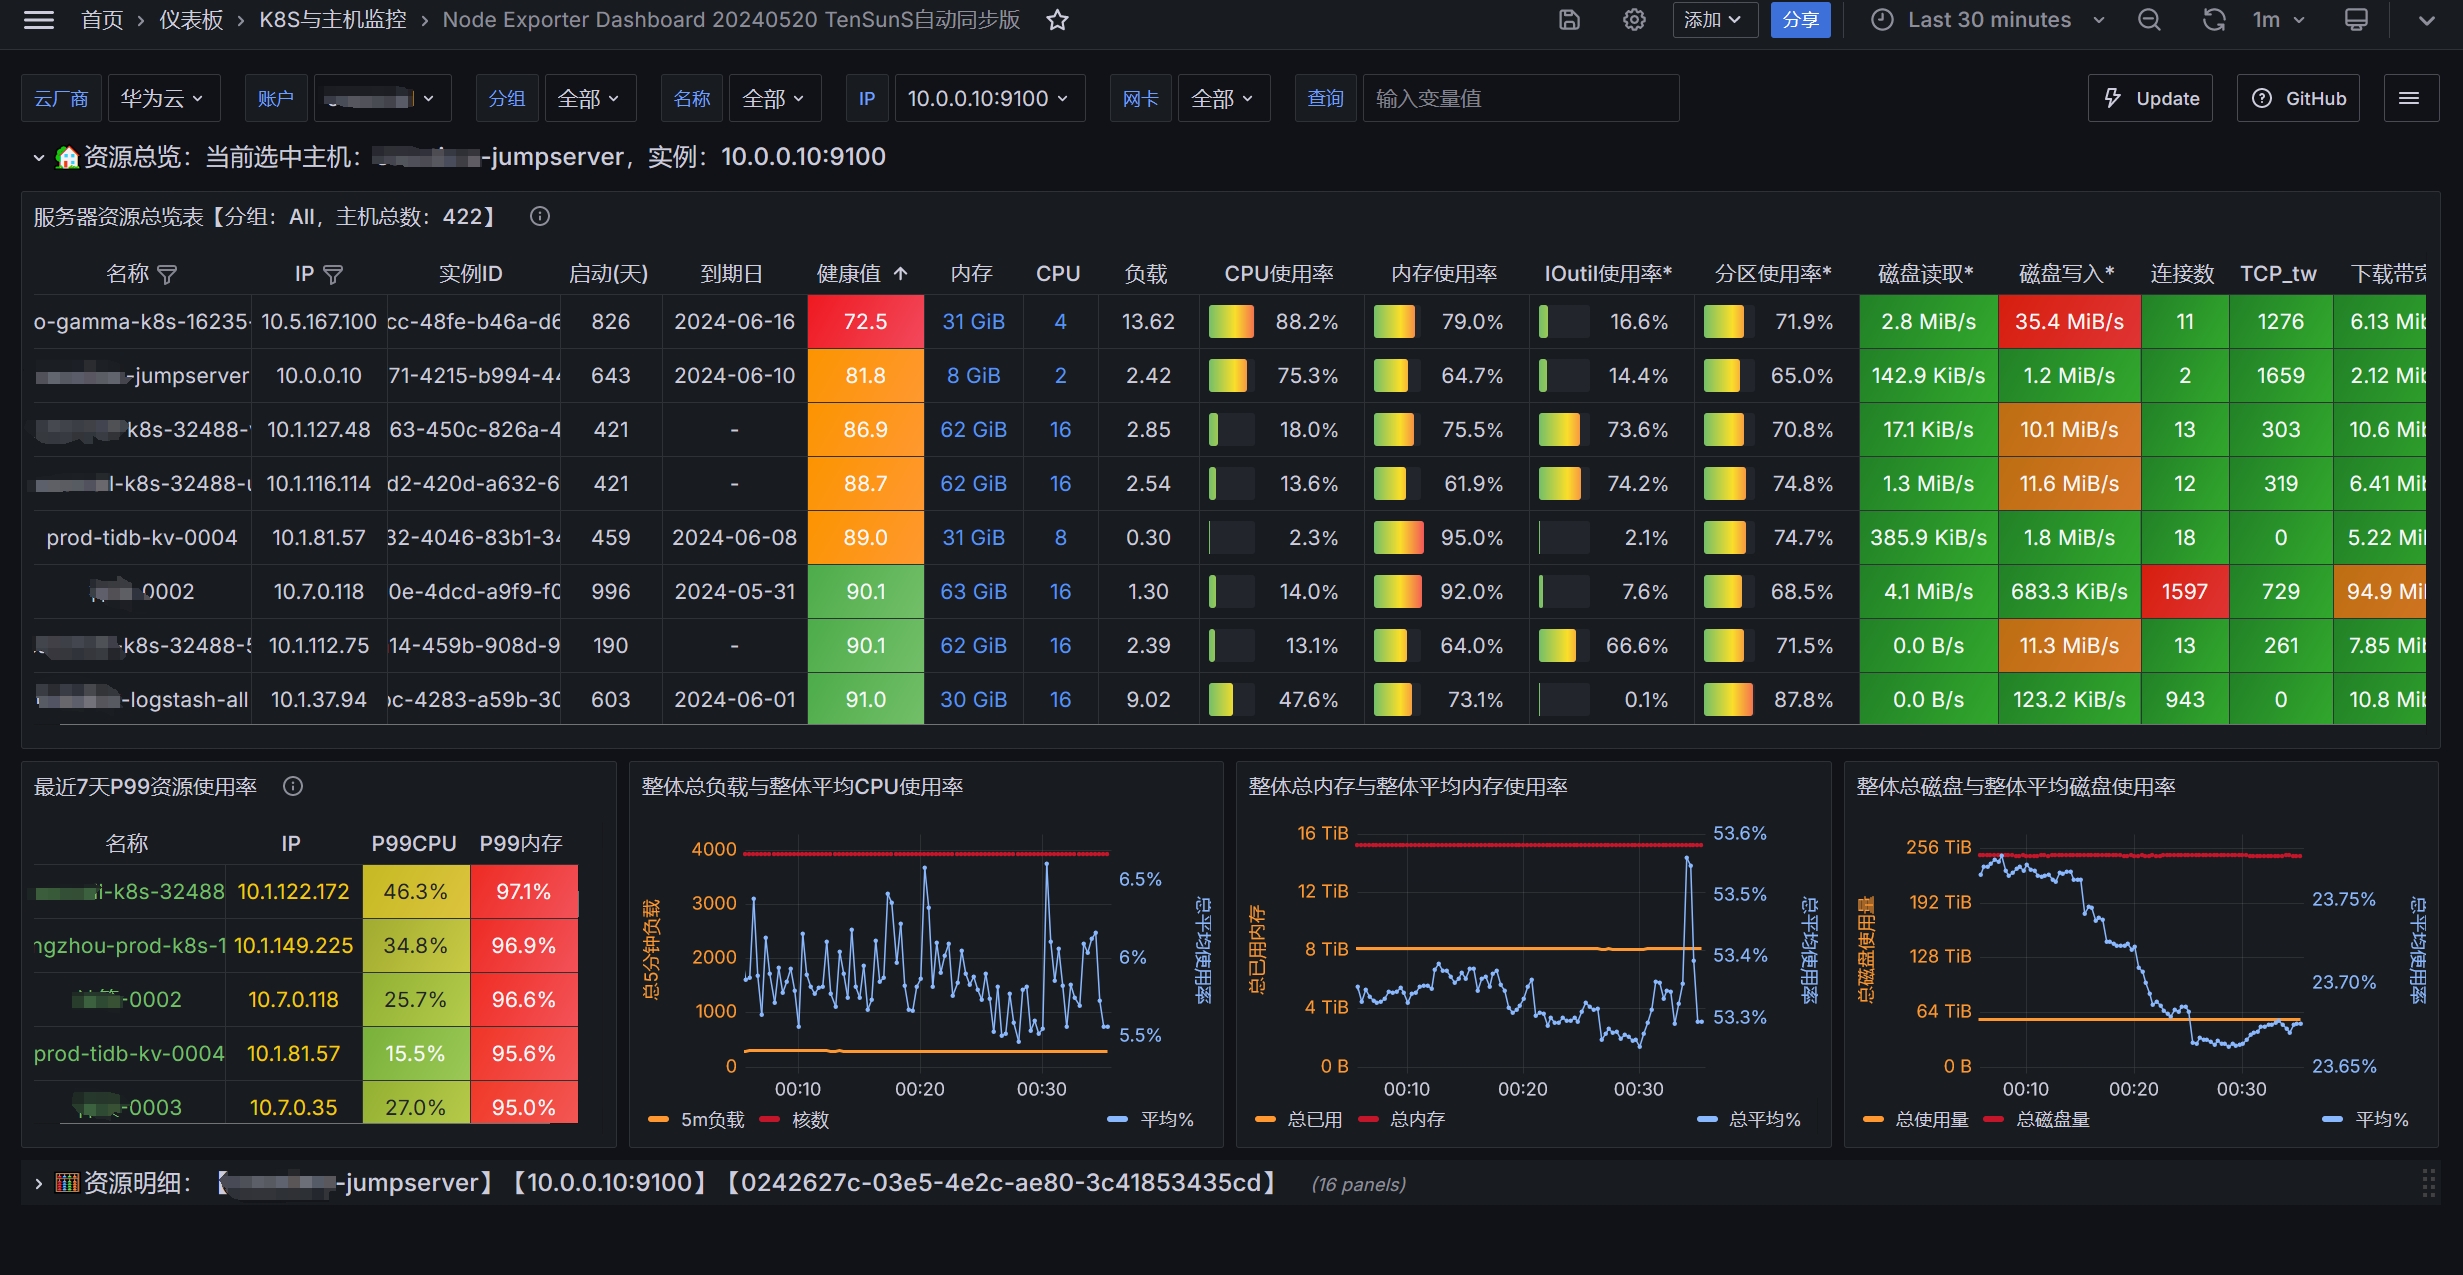 首页 › 仪表板 › K8S与主机监控 › Node Exporter Dashboard 20240520 TenSunS自动同步版 添加 分享 Last 30 minutes 1m
云厂商 华为云 账户 分组 全部 名称 全部 IP 10.0.0.10:9100 网卡 全部 查询 输入变量值 Update GitHub
资源总览：当前选中主机： -jumpserver，实例：10.0.0.10:9100
服务器资源总览表【分组：All，主机总数：422】
名称 IP 实例ID 启动(天) 到期日 健康值 ↑ 内存 CPU 负载 CPU使用率 内存使用率 IOutil使用率* 分区使用率* 磁盘读取* 磁盘写入* 连接数 TCP_tw 下载带宽
o-gamma-k8s-16235- 10.5.167.100 cc-48fe-b46a-d6 826 2024-06-16 72.5 31 GiB 4 13.62 88.2% 79.0% 16.6% 71.9% 2.8 MiB/s 35.4 MiB/s 11 1276 6.13 Mib
-jumpserver 10.0.0.10 71-4215-b994-44 643 2024-06-10 81.8 8 GiB 2 2.42 75.3% 64.7% 14.4% 65.0% 142.9 KiB/s 1.2 MiB/s 2 1659 2.12 Mib
k8s-32488- 10.1.127.48 63-450c-826a-4 421 - 86.9 62 GiB 16 2.85 18.0% 75.5% 73.6% 70.8% 17.1 KiB/s 10.1 MiB/s 13 303 10.6 Mib
l-k8s-32488-u 10.1.116.114 d2-420d-a632-6 421 - 88.7 62 GiB 16 2.54 13.6% 61.9% 74.2% 74.8% 1.3 MiB/s 11.6 MiB/s 12 319 6.41 Mib
prod-tidb-kv-0004 10.1.81.57 32-4046-83b1-34 459 2024-06-08 89.0 31 GiB 8 0.30 2.3% 95.0% 2.1% 74.7% 385.9 KiB/s 1.8 MiB/s 18 0 5.22 Mib
-0002 10.7.0.118 0e-4dcd-a9f9-f0 996 2024-05-31 90.1 63 GiB 16 1.30 14.0% 92.0% 7.6% 68.5% 4.1 MiB/s 683.3 KiB/s 1597 729 94.9 Mib
-k8s-32488-5 10.1.112.75 14-459b-908d-9 190 - 90.1 62 GiB 16 2.39 13.1% 64.0% 66.6% 71.5% 0.0 B/s 11.3 MiB/s 13 261 7.85 Mib
-logstash-all 10.1.37.94 c-4283-a59b-30 603 2024-06-01 91.0 30 GiB 16 9.02 47.6% 73.1% 0.1% 87.8% 0.0 B/s 123.2 KiB/s 943 0 10.8 Mib
最近7天P99资源使用率
名称 IP P99CPU P99内存
i-k8s-32488 10.1.122.172 46.3% 97.1%
ngzhou-prod-k8s-1 10.1.149.225 34.8% 96.9%
-0002 10.7.0.118 25.7% 96.6%
prod-tidb-kv-0004 10.1.81.57 15.5% 95.6%
-0003 10.7.0.35 27.0% 95.0%
整体总负载与整体平均CPU使用率
总5分钟负载
4000
3000
2000
1000
0
6.5%
6%
5.5%
总平均使用率
00:10 00:20 00:30
5m负载 核数 平均%
整体总内存与整体平均内存使用率
总已用内存
16 TiB
12 TiB
8 TiB
4 TiB
0 B
53.6%
53.5%
53.4%
53.3%
总平均使用率
00:10 00:20 00:30
总已用 总内存 总平均%
整体总磁盘与整体平均磁盘使用率
总磁盘使用量
256 TiB
192 TiB
128 TiB
64 TiB
0 B
23.75%
23.70%
23.65%
总平均使用率
00:10 00:20 00:30
总使用量 总磁盘量 平均%
资源明细：【 -jumpserver】【10.0.0.10:9100】【0242627c-03e5-4e2c-ae80-3c41853435cd】 (16 panels)